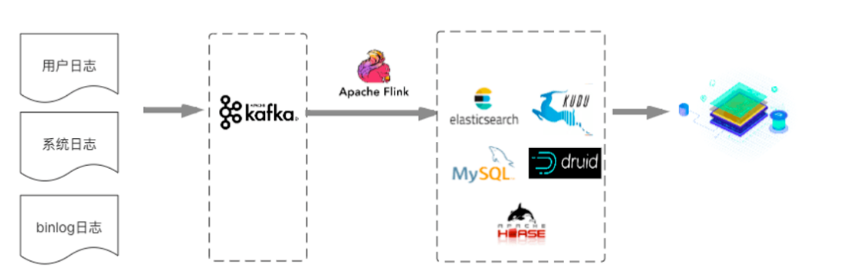 用户日志
系统日志
binlog日志
APACHE
kafka
Apache Flink
elasticsearch
KUDU
MySQL
druid
APACHE
HBASE